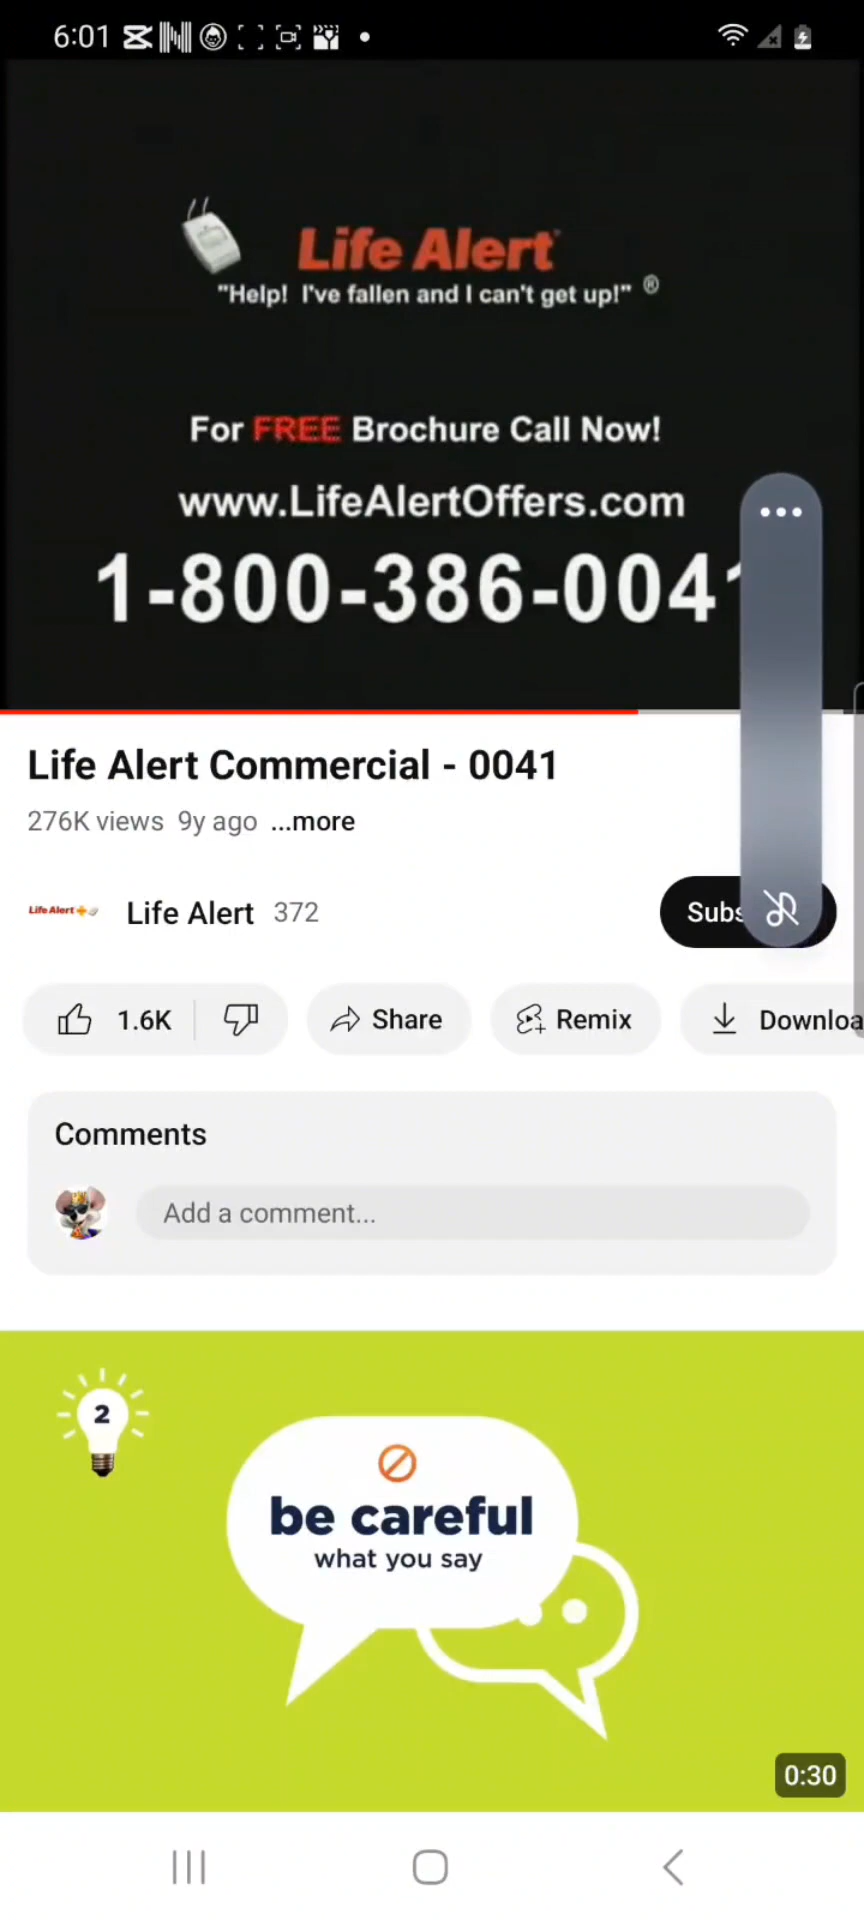 6:01
Life Alert
"Help! I've fallen and I can't get up!" ®
For FREE Brochure Call Now!
www.LifeAlertOffers.com
1-800-386-0041
Life Alert Commercial - 0041
276K views 9y ago ...more
Life Alert
Life Alert 372
Subs
1.6K Share Remix Downloa
Comments
Add a comment...
2
be careful
what you say
0:30